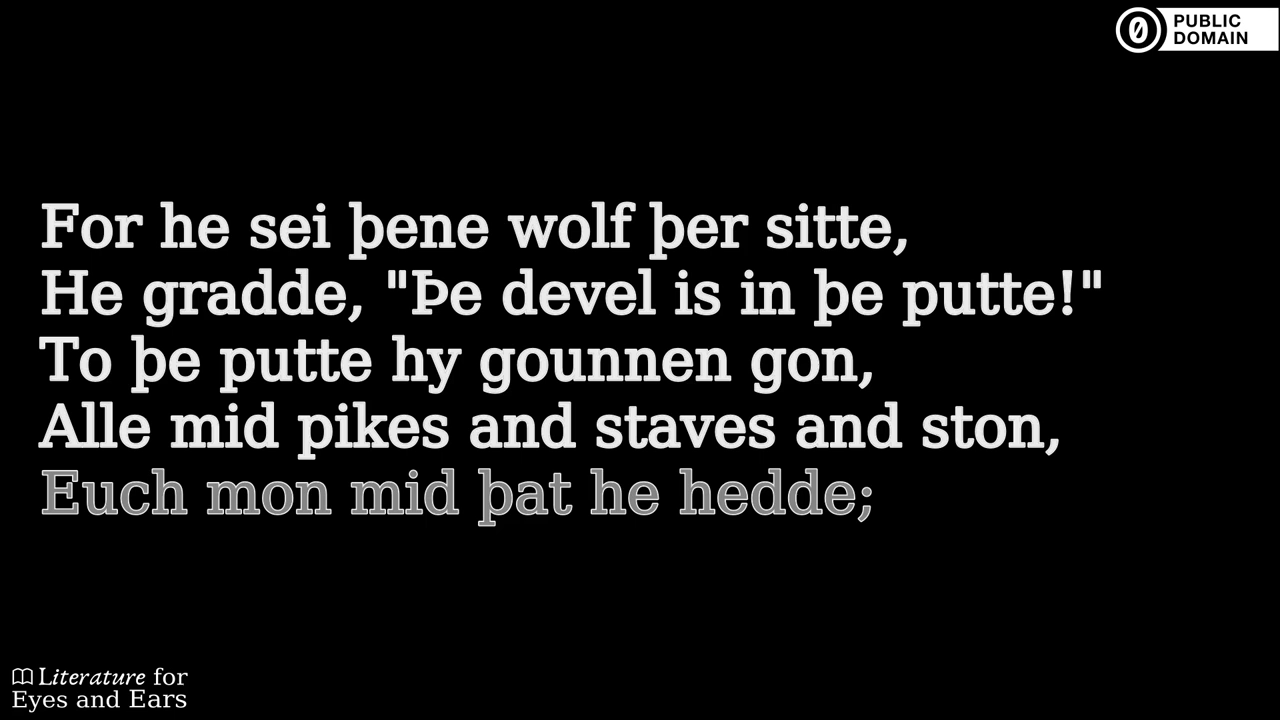 PUBLIC
DOMAIN
For he sei þene wolf þer sitte,
He gradde, "Þe devel is in þe putte!"
To þe putte hy gounnen gon,
Alle mid pikes and staves and ston,
Euch mon mid þat he hedde;
Literature for
Eyes and Ears